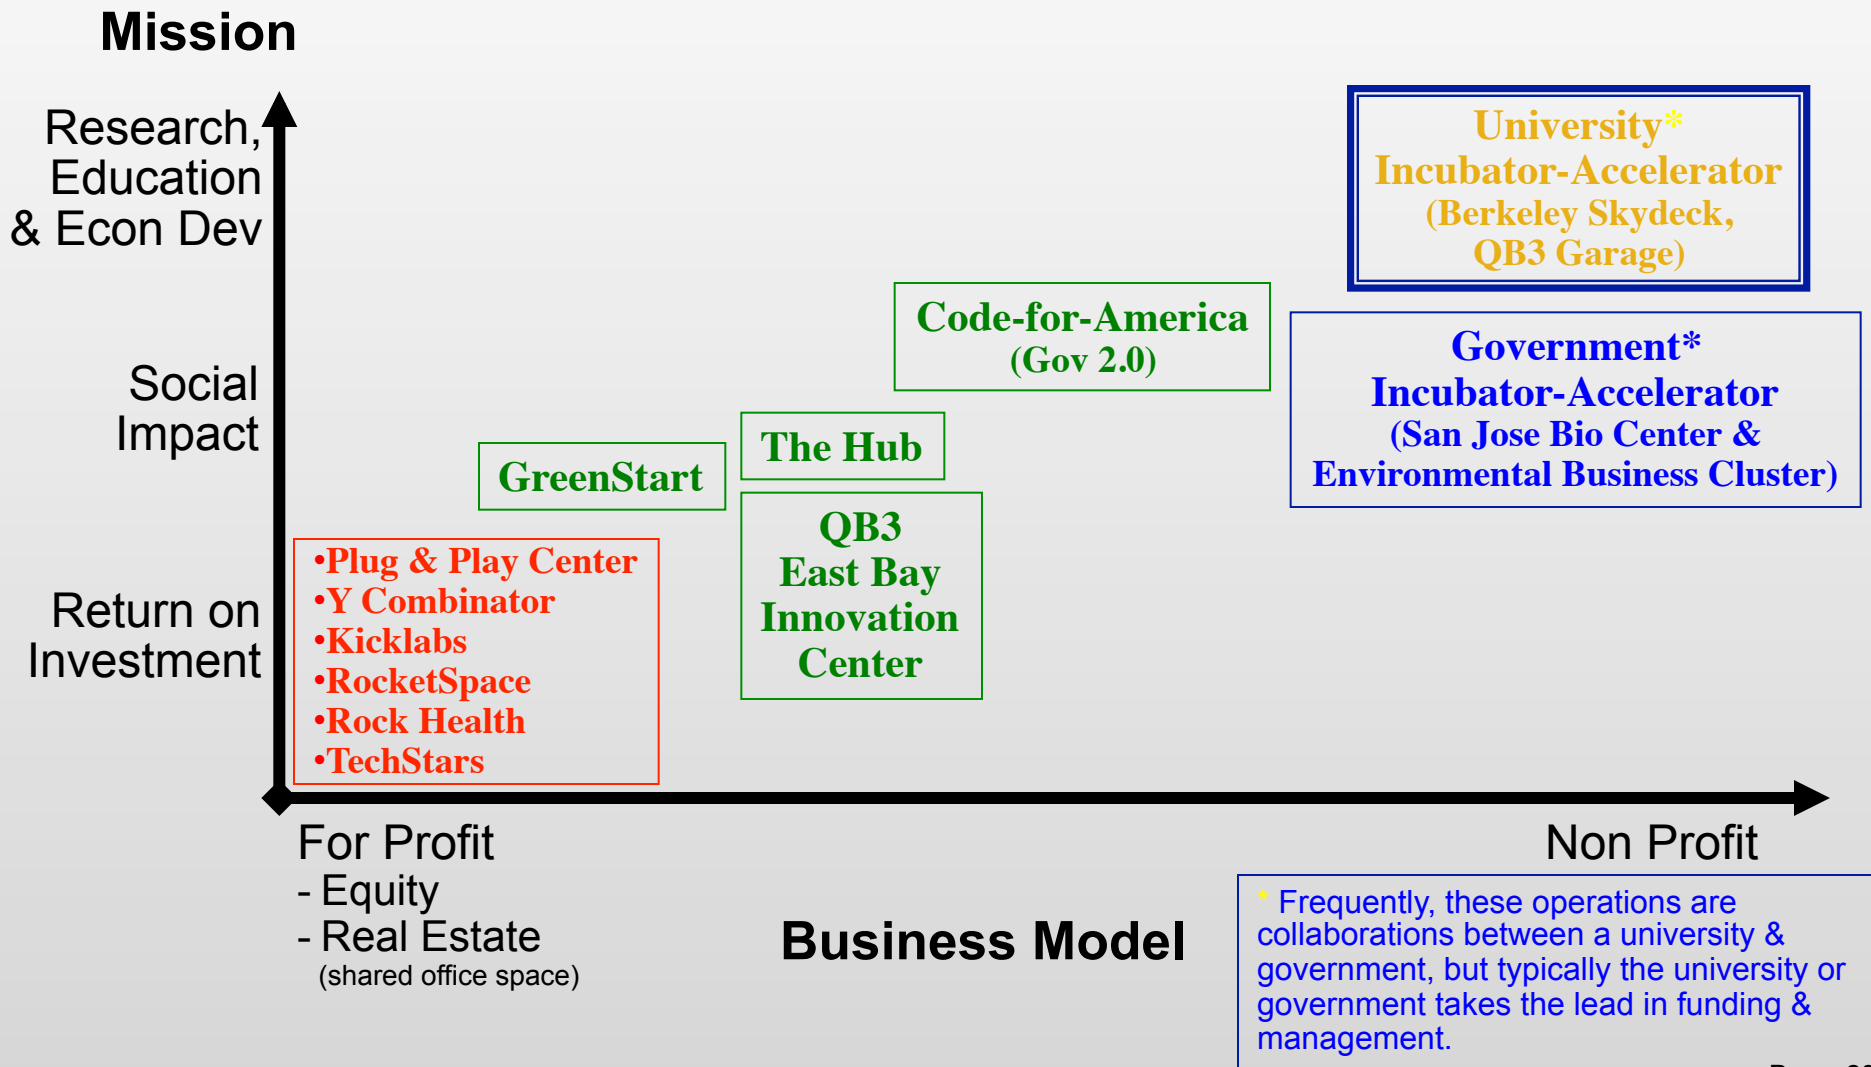 Mission
Research,
Education
& Econ Dev
University*
Incubator-Accelerator
(Berkeley Skydeck,
QB3 Garage)
Code-for-America
(Gov 2.0)
Government*
Incubator-Accelerator
(San Jose Bio Center &
Environmental Business Cluster)
Social
Impact
The Hub
GreenStart
QB3
East Bay
Innovation
Center
Return on
Investment
•Plug & Play Center
•Y Combinator
•Kicklabs
•RocketSpace
•Rock Health
•TechStars
For Profit
- Equity
- Real Estate
(shared office space)
Business Model
Non Profit
* Frequently, these operations are
collaborations between a university &
government, but typically the university or
government takes the lead in funding &
management.